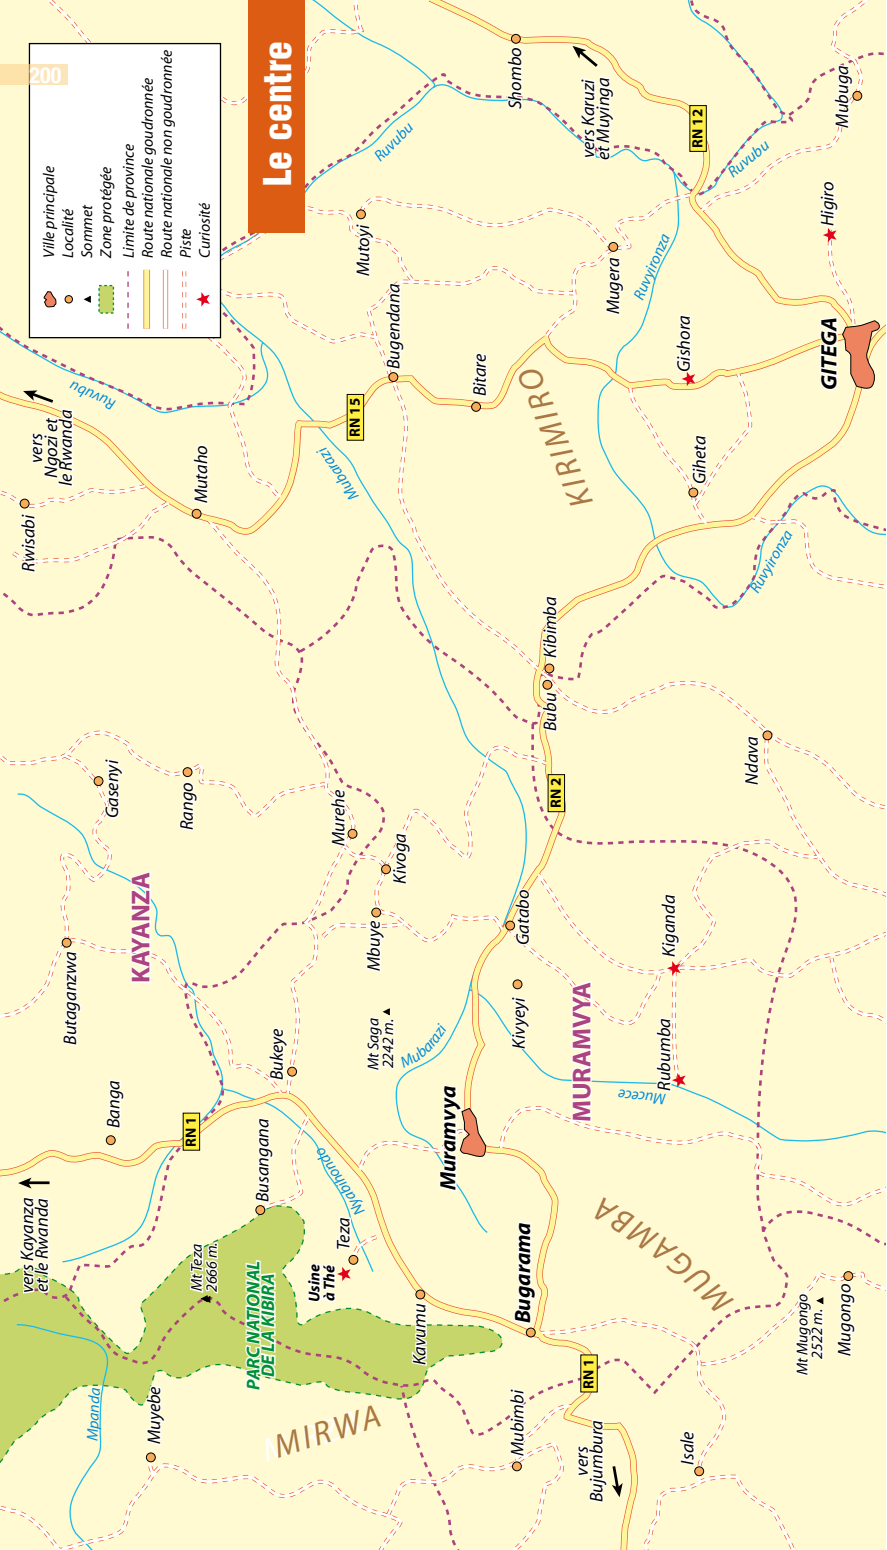 200
Le centre
Ville principale
Localité
Sommet
Zone protégée
Limite de province
Route nationale goudronnée
Route nationale non goudronnée
Piste
Curiosité
vers Kayanza
et le Rwanda
Banga
Butaganzwa
Gasenyi
Rwisabi
vers
Ngozi et
le Rwanda
Ruvubu
Mpanda
Muyebe
Mt Teza
2666 m.
RN 1
KAYANZA
Rango
Mutaho
PARC NATIONAL
DE LA KIBIRA
Busangana
Bukeye
Nyabihondo
Usine
à Thé
Teza
Murehe
Mubarazi
RN 15
Mutoyi
Ruvubu
MIRWA
Kavumu
Mt Saga
2242 m.
Mbuye
Kivoga
Bugendana
Mubarazi
Muramvya
Bitare
Shombo
Bugarama
Mubimbi
Kivyeyi
Gatabo
RN 2
Bubu
Kibimba
KIRIMIRO
RN 1
vers
Bujumbura
MURAMVYA
vers Karuzi
et Muyinga
Mugera
Ruvyironza
MUGAMBA
Mucece
Rubumba
Kiganda
Giheta
Gishora
RN 12
Ruvubu
Isale
Ndava
Ruvyironza
Mt Mugongo
2522 m.
Mugongo
GITEGA
Higiro
Mubuga